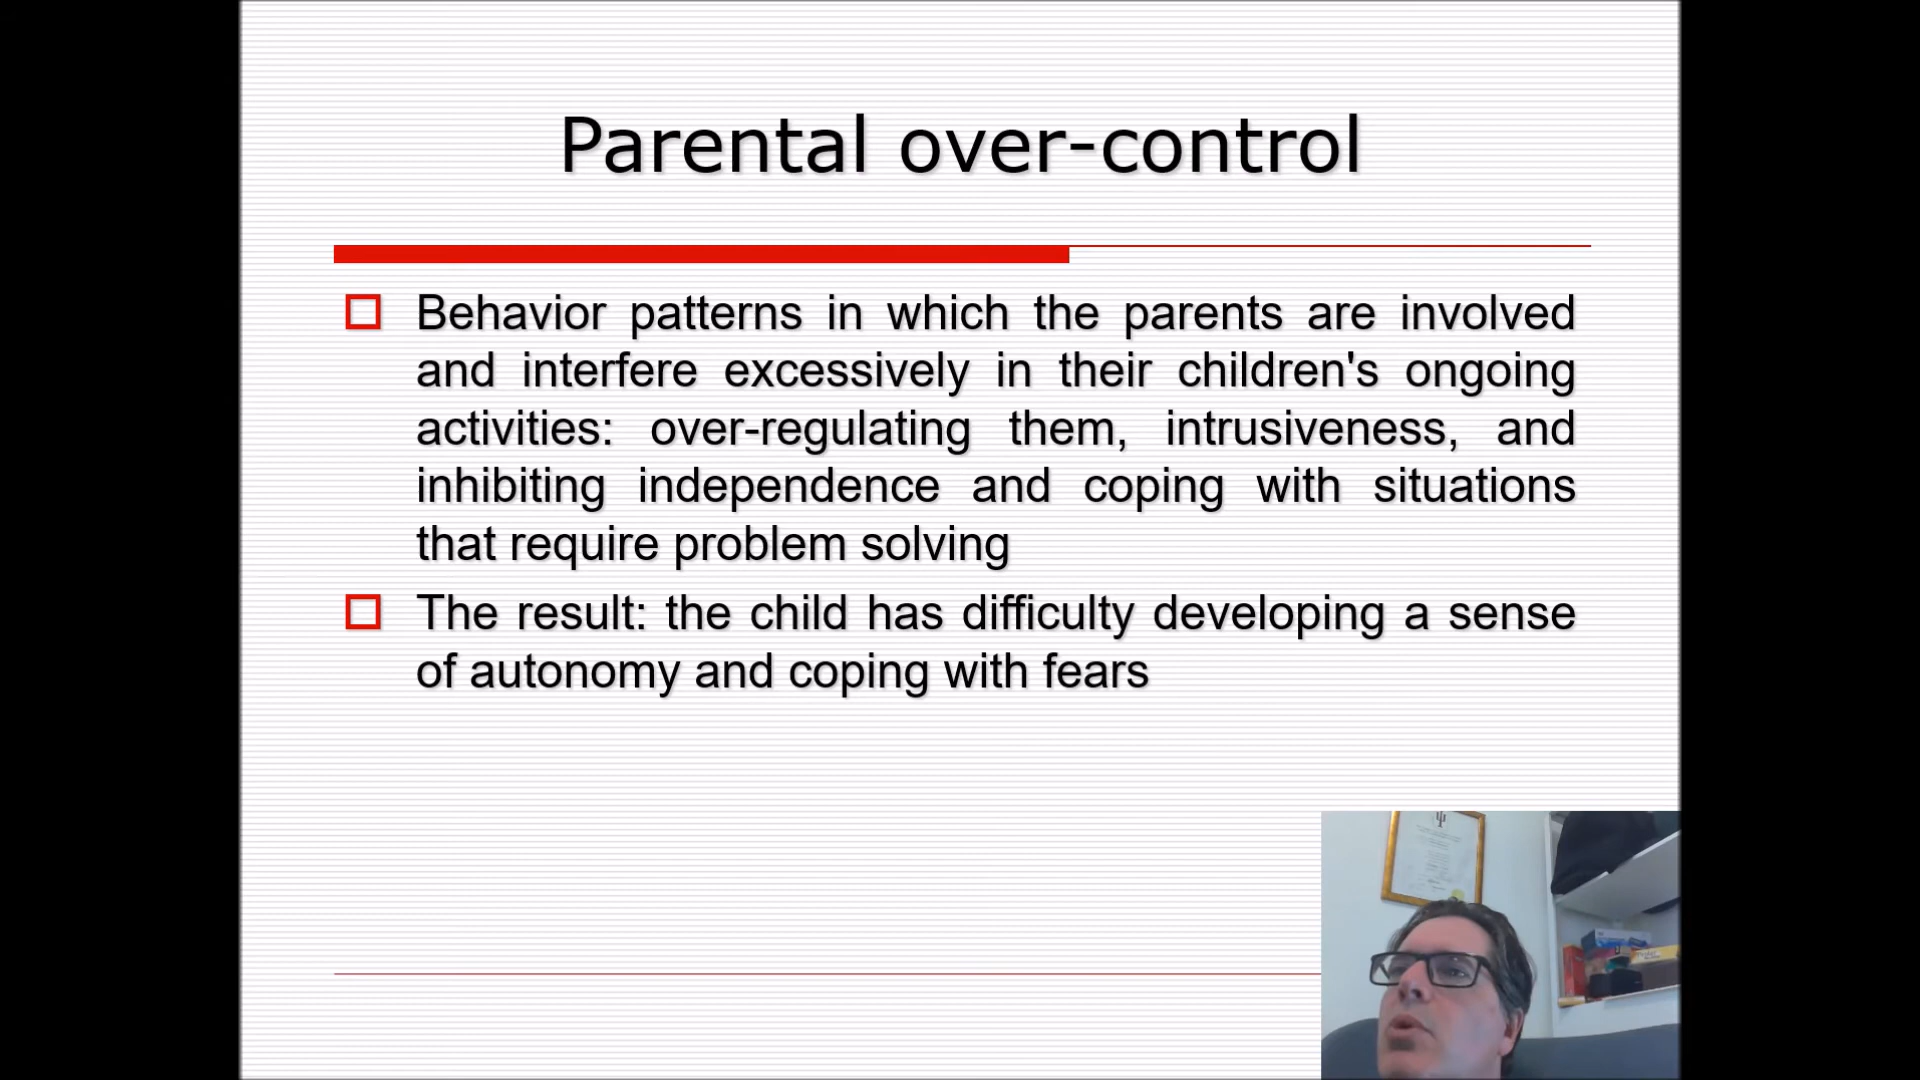 Parental over-control
Behavior patterns in which the parents are involved
and interfere excessively in their children's ongoing
activities: over-regulating them, intrusiveness, and
inhibiting independence and coping with situations
that require problem solving
The result: the child has difficulty developing a sense
of autonomy and coping with fears